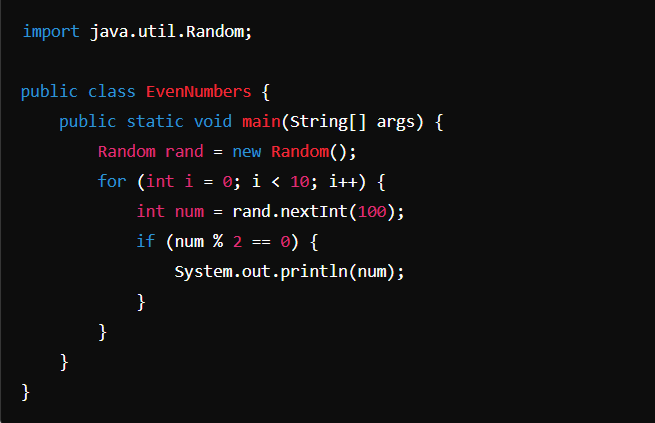 import java.util.Random;
public class EvenNumbers {
public static void main(String[] args) {
Random rand = new Random();
for (int i = 0; i < 10; i++) {
int num = rand.nextInt(100);
if (num % 2 == 0) {
System.out.println(num);
}
}
}
}